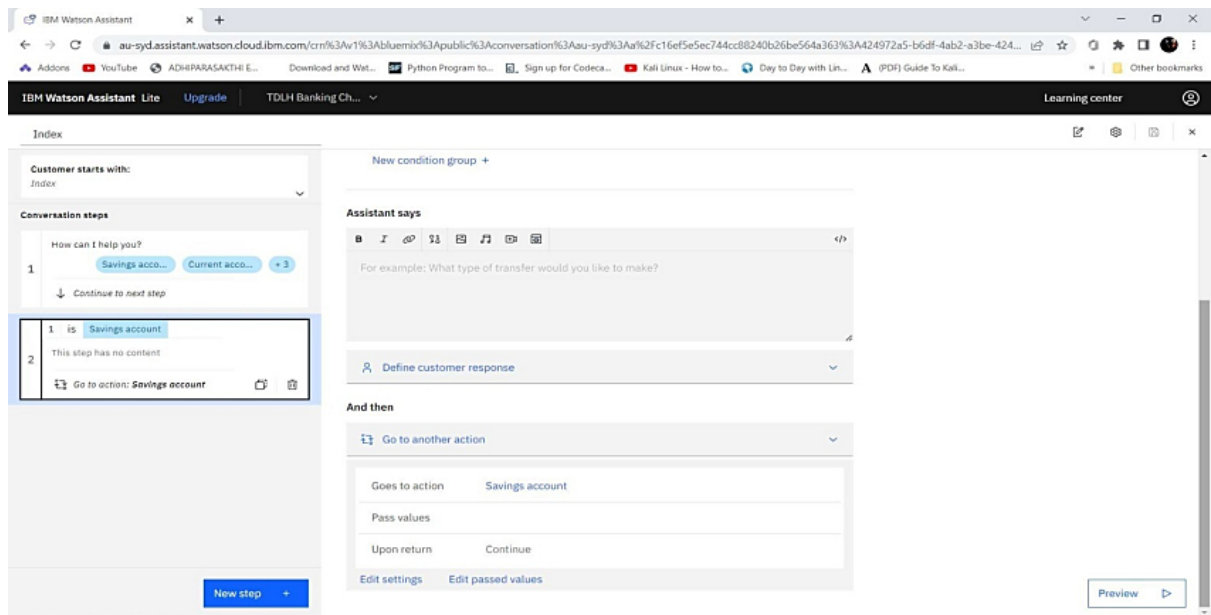 IBM Watson Assistant
au-syd.assistant.watson.cloud.ibm.com/crn%3Av1%3Abluemix%3Apublic%3Aconversation%3Aau-syd%3Aa%2Fc16ef5e5ec744cc88240b26be564a363%3A424972a5-b6df-4ab2-a3be-424...
Addons YouTube ADHIPARASAKTHI E... Download and Wat... Python Program to... Sign up for Codeca... Kali Linux - How to... Day to Day with Lin... (PDF) Guide To Kali... Other bookmarks
IBM Watson Assistant Lite Upgrade TDLH Banking Ch... Learning center
Index
Customer starts with:
Index
Conversation steps
1
How can I help you?
Savings acco... Current acco... + 3
Continue to next step
2
1 is Savings account
This step has no content
Go to action: Savings account
New step +
New condition group +
Assistant says
B I </>
For example: What type of transfer would you like to make?
Define customer response
And then
Go to another action
Goes to action Savings account
Pass values
Upon return Continue
Edit settings Edit passed values
Preview